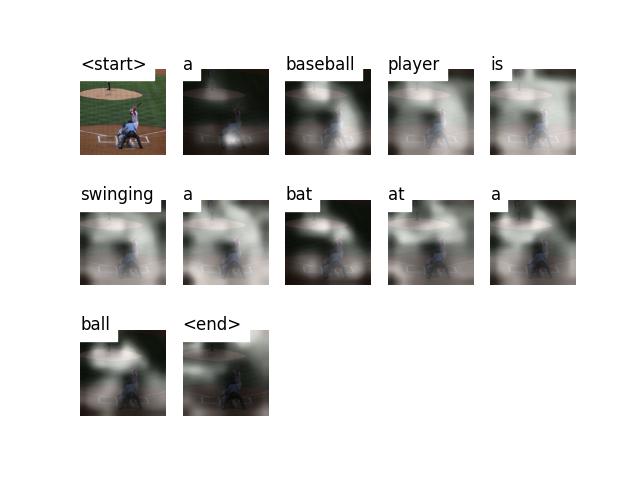 <start> a baseball player is
swinging a bat at a
ball <end>